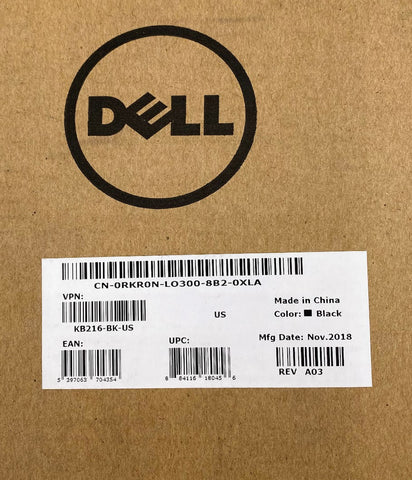 DELL
CN-0RKR0N-LO300-8B2-0XLA
VPN:
Made in China
KB216-BK-US
US
Color: Black
EAN:
UPC:
Mfg Date: Nov.2018
5 397063 704354
6 84116 18045 6
REV A03